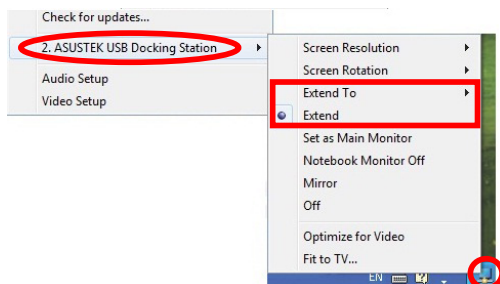 Check for updates...
2. ASUSTEK USB Docking Station
Audio Setup
Video Setup
Screen Resolution
Screen Rotation
Extend To
Extend
Set as Main Monitor
Notebook Monitor Off
Mirror
Off
Optimize for Video
Fit to TV...
EN